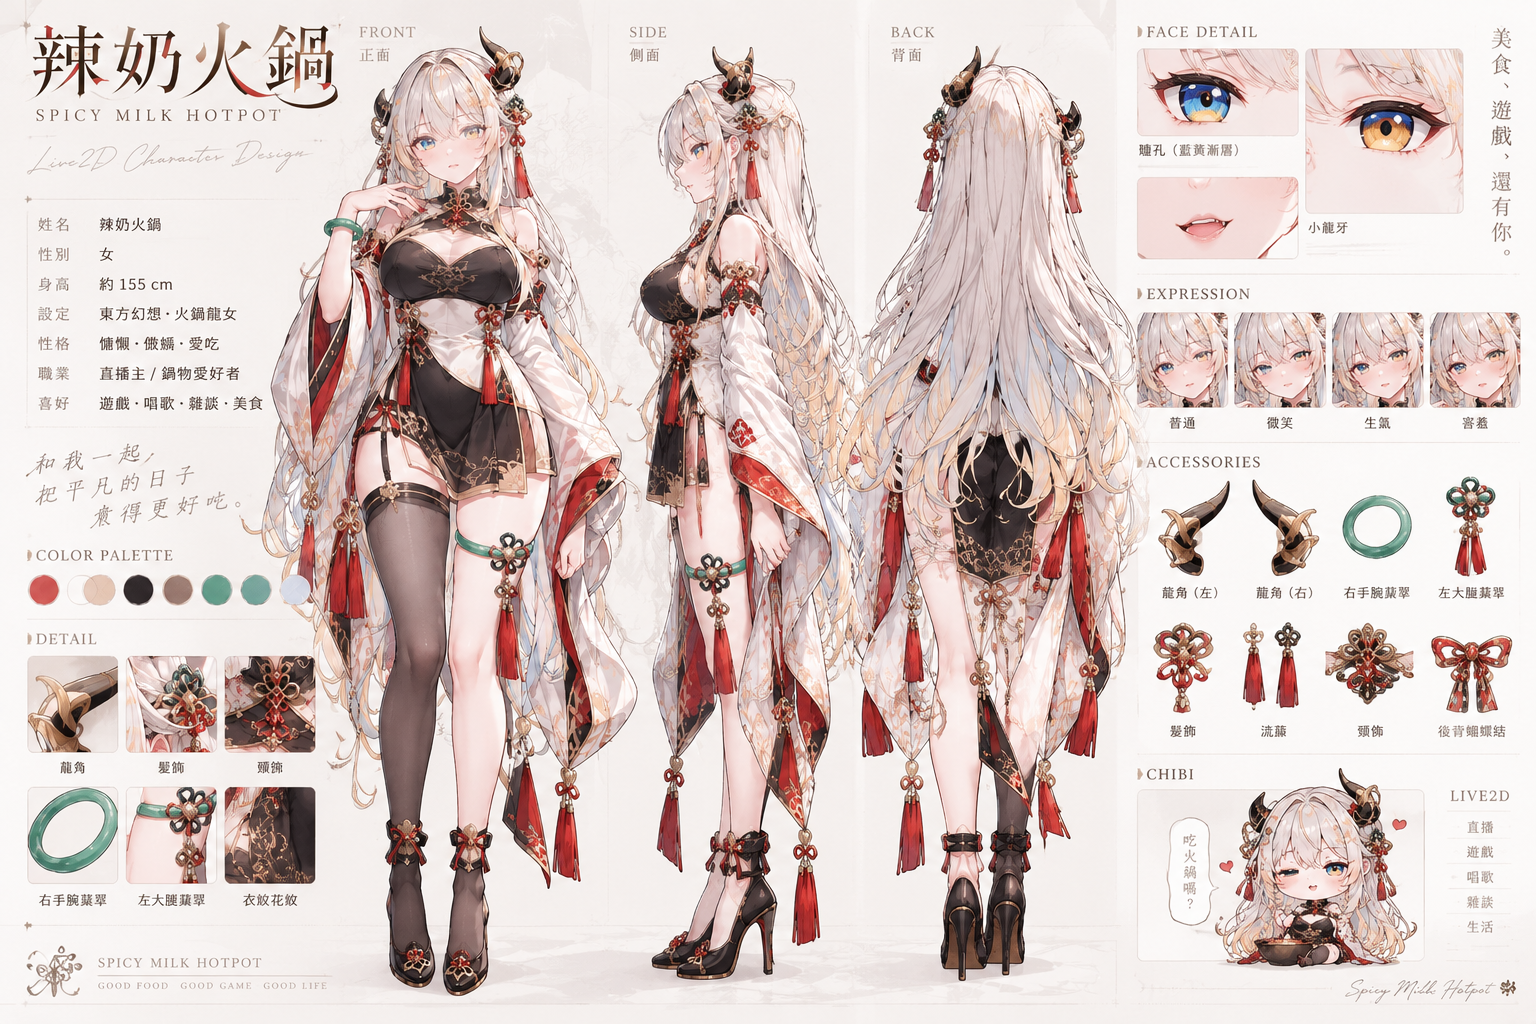 辣奶火鍋
SPICY MILK HOTPOT
Live2D Character Design
姓名 辣奶火鍋
性別 女
身高 約 155 cm
設定 東方幻想·火鍋龍女
性格 慵懶·傲嬌·愛吃
職業 直播主 / 鍋物愛好者
喜好 遊戲·唱歌·雜談·美食
和我一起,
把平凡的日子
得更好吃。
COLOR PALETTE
DETAIL
龍角
髮飾
頸飾
右手腕翠
左大腿翠
衣紋花紋
SPICY MILK HOTPOT
GOOD FOOD GOOD GAME GOOD LIFE
FRONT
正面
SIDE
側面
BACK
背面
FACE DETAIL
瞳孔（藍黃漸層）
小龍牙
美食、遊戲、還有你。
EXPRESSION
普通
微笑
生氣
害羞
ACCESSORIES
龍角（左）
龍角（右）
右手腕翠
左大腿翠
髮飾
流蘇
頸飾
後背蝴蝶結
CHIBI
吃火鍋嗎？
LIVE2D
直播
遊戲
唱歌
雜談
生活
Spicy Milk Hotpot